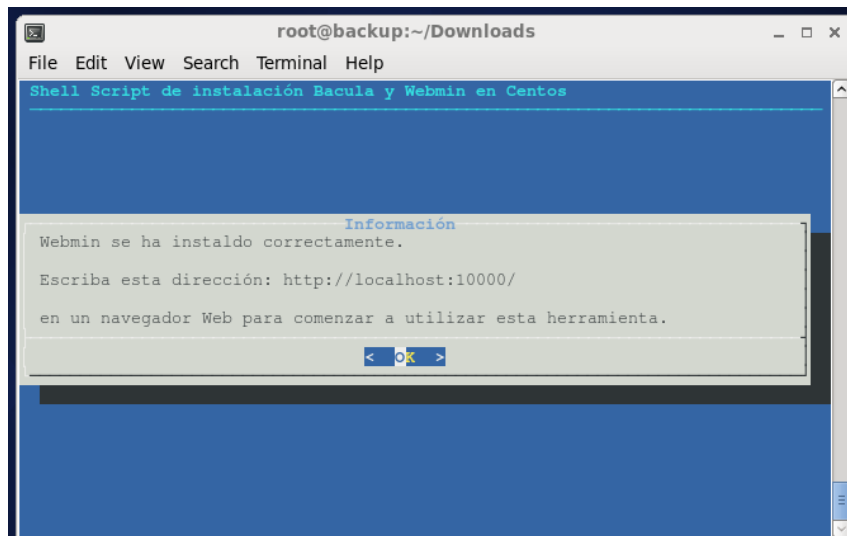 root@backup:~/Downloads
File Edit View Search Terminal Help
Shell Script de instalación Bacula y Webmin en Centos
Información
Webmin se ha instaldo correctamente.
Escriba esta dirección: http://localhost:10000/
en un navegador Web para comenzar a utilizar esta herramienta.
< OK >